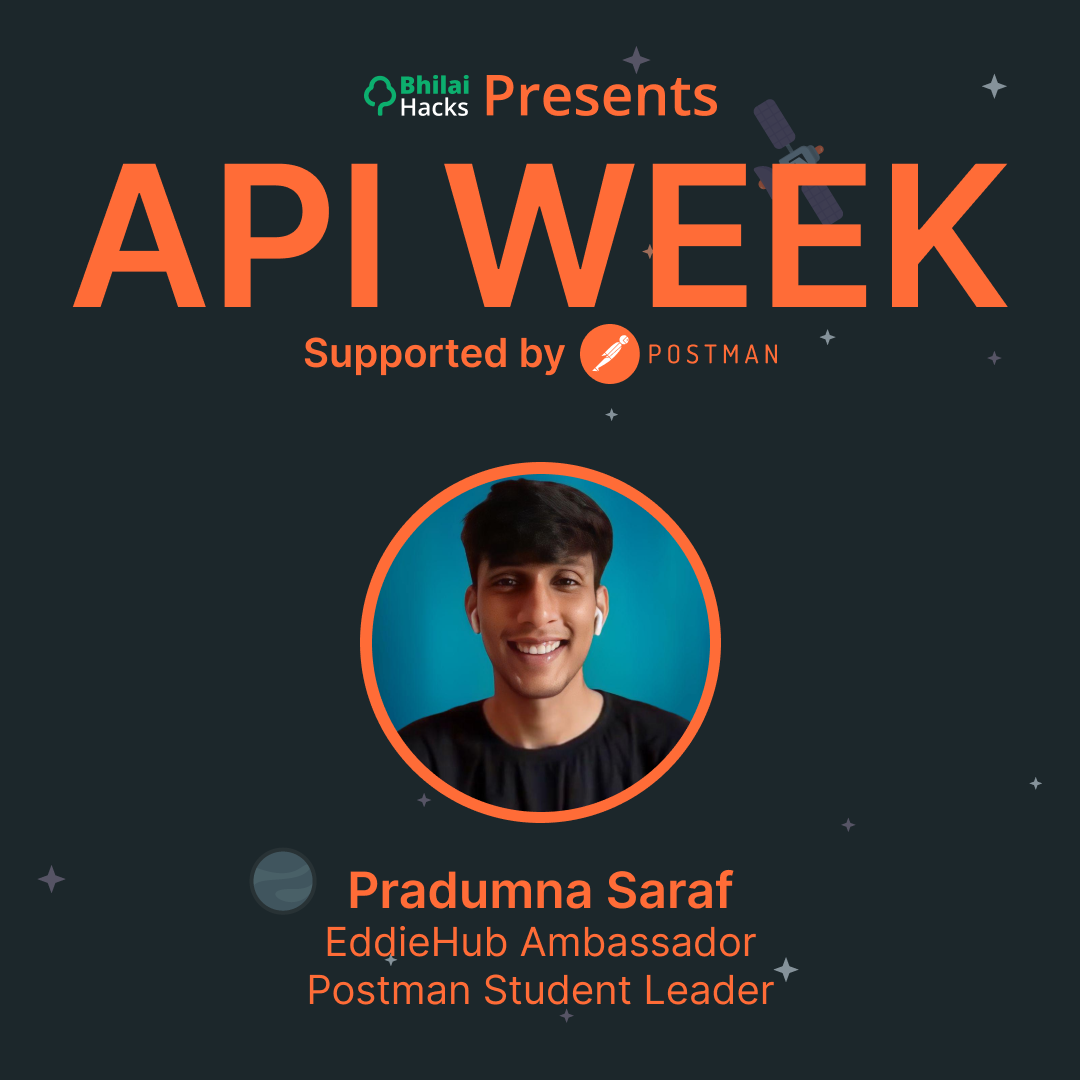 Bhilai Hacks Presents
API WEEK
Supported by POSTMAN
Pradumna Saraf
EddieHub Ambassador
Postman Student Leader